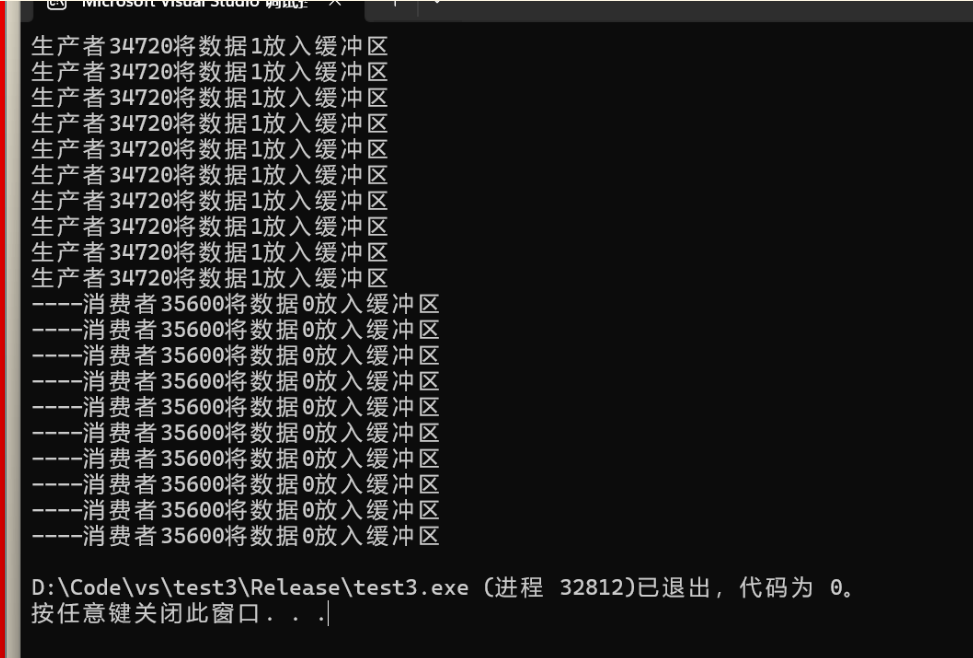 Microsoft Visual Studio 调试
生产者34720将数据1放入缓冲区
生产者34720将数据1放入缓冲区
生产者34720将数据1放入缓冲区
生产者34720将数据1放入缓冲区
生产者34720将数据1放入缓冲区
生产者34720将数据1放入缓冲区
生产者34720将数据1放入缓冲区
生产者34720将数据1放入缓冲区
生产者34720将数据1放入缓冲区
生产者34720将数据1放入缓冲区
----消费者35600将数据0放入缓冲区
----消费者35600将数据0放入缓冲区
----消费者35600将数据0放入缓冲区
----消费者35600将数据0放入缓冲区
----消费者35600将数据0放入缓冲区
----消费者35600将数据0放入缓冲区
----消费者35600将数据0放入缓冲区
----消费者35600将数据0放入缓冲区
----消费者35600将数据0放入缓冲区
----消费者35600将数据0放入缓冲区
D:\Code\vs\test3\Release\test3.exe (进程 32812)已退出，代码为 0。
按任意键关闭此窗口. . .